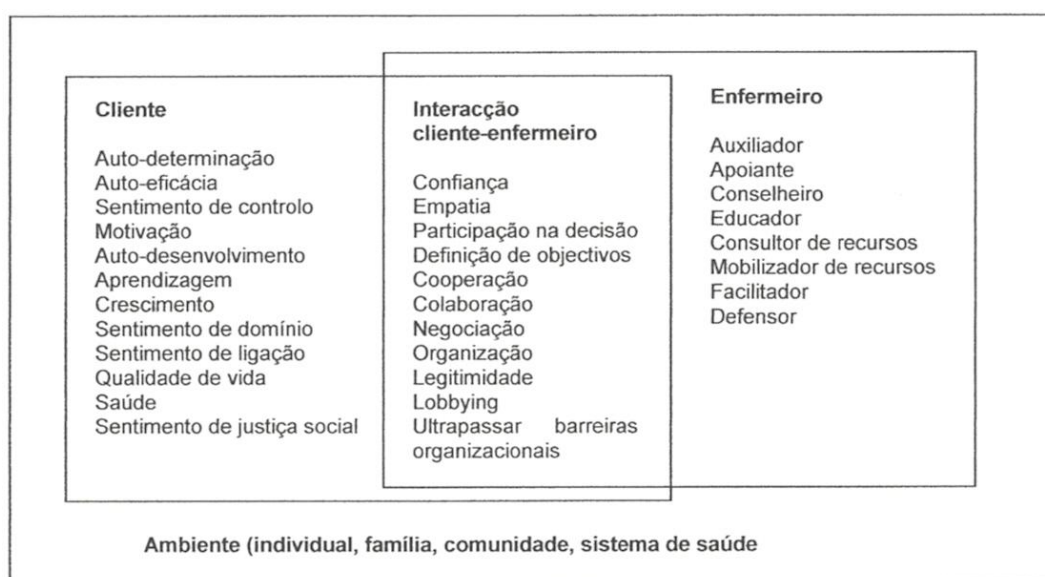 Cliente
Auto-determinação
Auto-eficácia
Sentimento de controlo
Motivação
Auto-desenvolvimento
Aprendizagem
Crescimento
Sentimento de domínio
Sentimento de ligação
Qualidade de vida
Saúde
Sentimento de justiça social
Interacção
cliente-enfermeiro
Confiança
Empatia
Participação na decisão
Definição de objectivos
Cooperação
Colaboração
Negociação
Organização
Legitimidade
Lobbying
Ultrapassar barreiras
organizacionais
Enfermeiro
Auxiliador
Apoiante
Conselheiro
Educador
Consultor de recursos
Mobilizador de recursos
Facilitador
Defensor
Ambiente (individual, família, comunidade, sistema de saúde